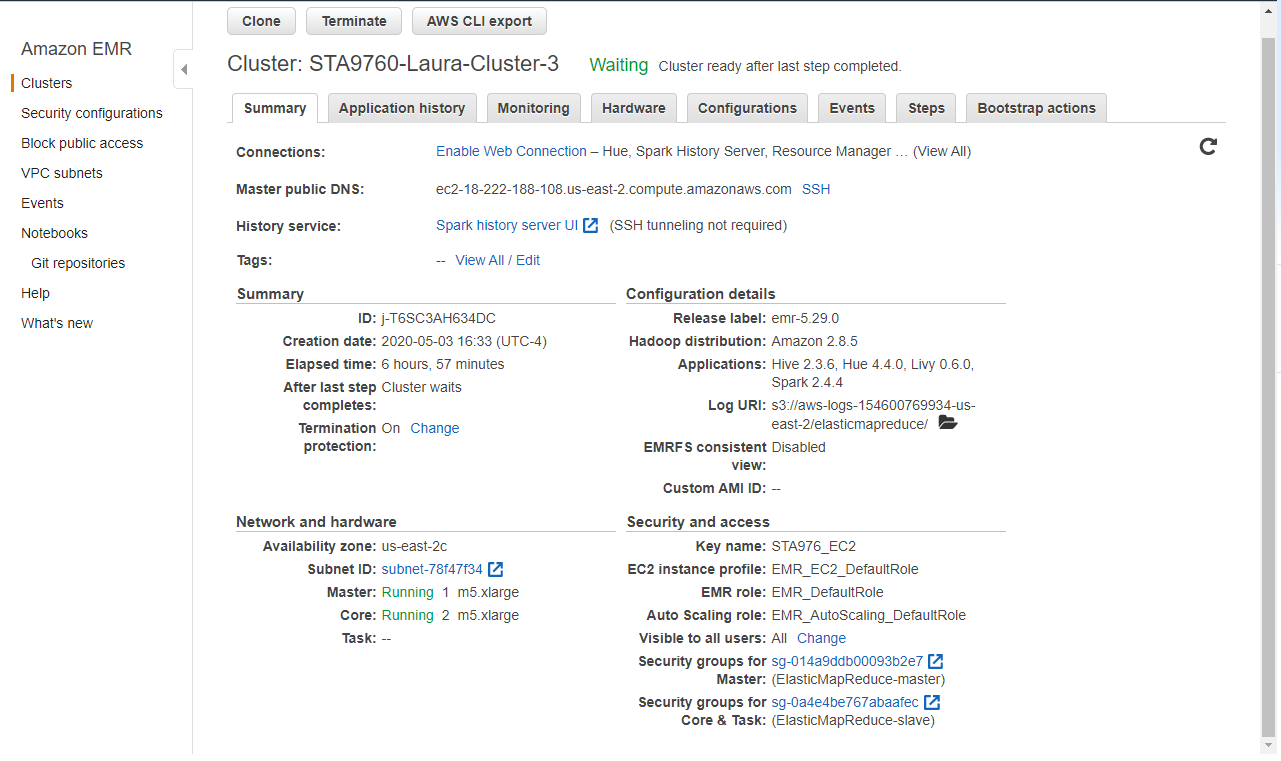 Clone Terminate AWS CLI export
Amazon EMR
Clusters
Security configurations
Block public access
VPC subnets
Events
Notebooks
Git repositories
Help
What's new
Cluster: STA9760-Laura-Cluster-3 Waiting Cluster ready after last step completed.
Summary Application history Monitoring Hardware Configurations Events Steps Bootstrap actions
Connections: Enable Web Connection – Hue, Spark History Server, Resource Manager … (View All)
Master public DNS: ec2-18-222-188-108.us-east-2.compute.amazonaws.com SSH
History service: Spark history server UI (SSH tunneling not required)
Tags: -- View All / Edit
Summary
ID: j-T6SC3AH634DC
Creation date: 2020-05-03 16:33 (UTC-4)
Elapsed time: 6 hours, 57 minutes
After last step Cluster waits
completes:
Termination On Change
protection:
Configuration details
Release label: emr-5.29.0
Hadoop distribution: Amazon 2.8.5
Applications: Hive 2.3.6, Hue 4.4.0, Livy 0.6.0,
Spark 2.4.4
Log URI: s3://aws-logs-154600769934-us-
east-2/elasticmapreduce/
EMRFS consistent Disabled
view:
Custom AMI ID: --
Network and hardware
Availability zone: us-east-2c
Subnet ID: subnet-78f47f34
Master: Running 1 m5.xlarge
Core: Running 2 m5.xlarge
Task: --
Security and access
Key name: STA976_EC2
EC2 instance profile: EMR_EC2_DefaultRole
EMR role: EMR_DefaultRole
Auto Scaling role: EMR_AutoScaling_DefaultRole
Visible to all users: All Change
Security groups for sg-014a9ddb00093b2e7
Master: (ElasticMapReduce-master)
Security groups for sg-0a4e4be767abaafec
Core & Task: (ElasticMapReduce-slave)